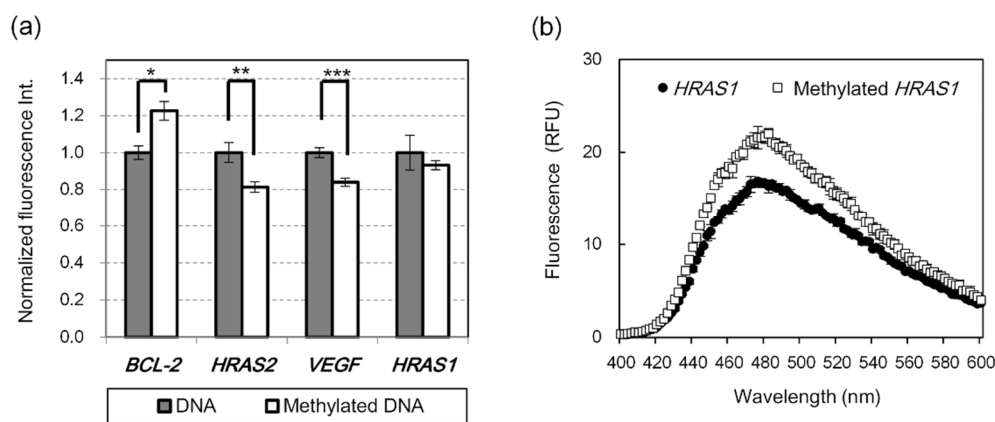 (a)
Normalized fluorescence Int.
1.4
1.2
1.0
0.8
0.6
0.4
0.2
0.0
*
**
***
BCL-2 HRAS2 VEGF HRAS1
DNA Methylated DNA
(b)
Fluorescence (RFU)
30
20
10
0
HRAS1 Methylated HRAS1
400 420 440 460 480 500 520 540 560 580 600
Wavelength (nm)